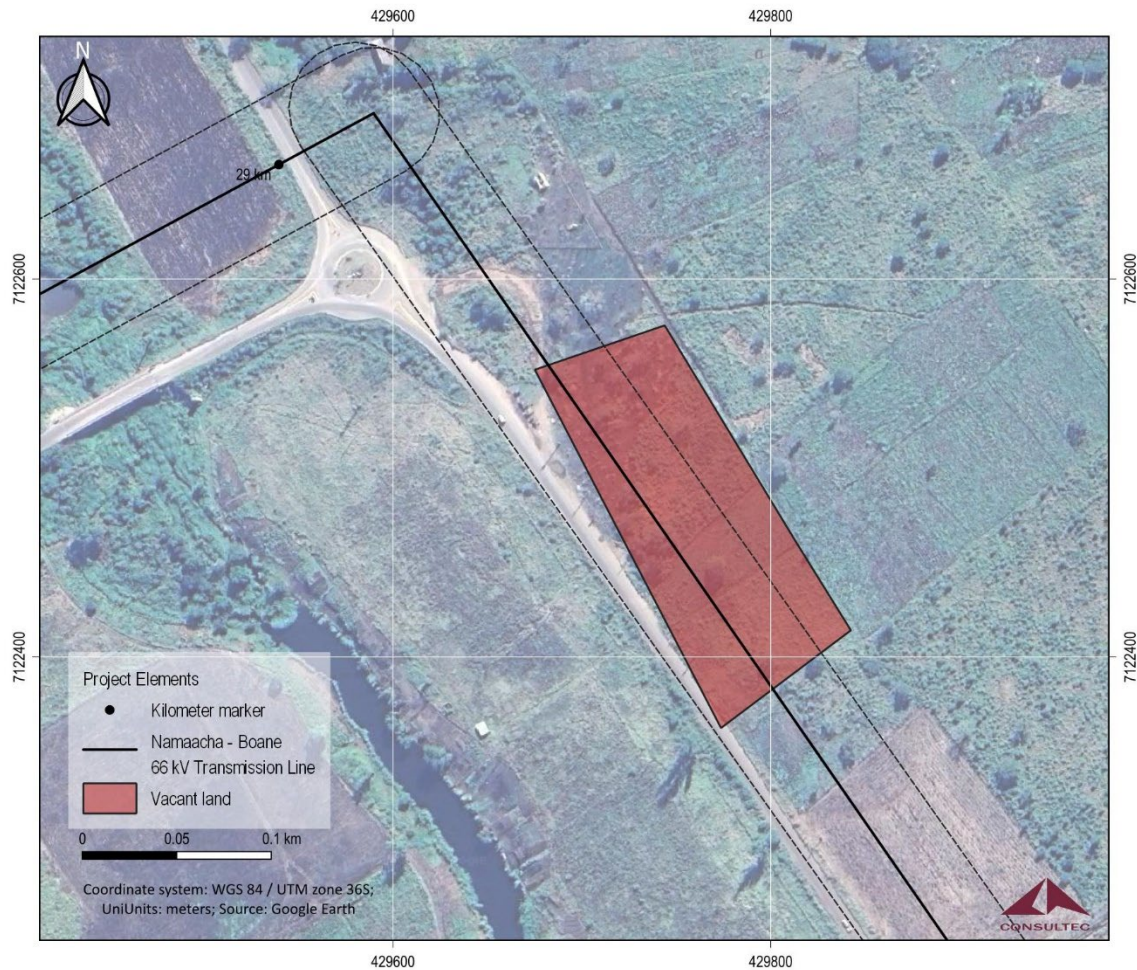 429600
429800
N
29 km
7122600
7122600
7122400
7122400
Project Elements
Kilometer marker
Namaacha - Boane
66 kV Transmission Line
Vacant land
0 0.05 0.1 km
Coordinate system: WGS 84 / UTM zone 36S;
UniUnits: meters; Source: Google Earth
CONSULTEC
429600
429800